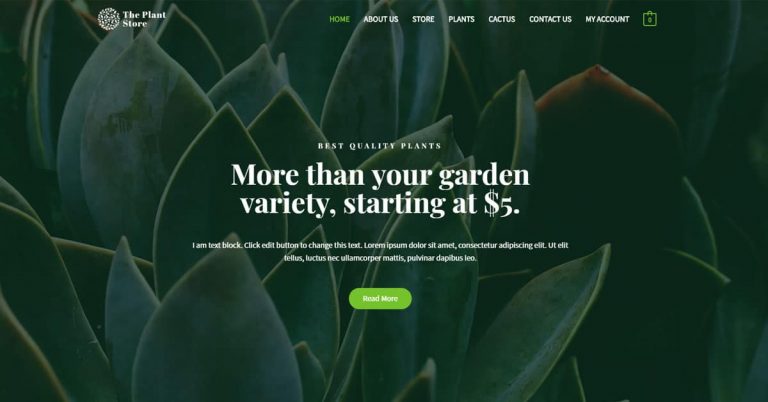 The Plant
Store
HOME ABOUT US STORE PLANTS CACTUS CONTACT US MY ACCOUNT 0
BEST QUALITY PLANTS
More than your garden
variety, starting at $5.
I am text block. Click edit button to change this text. Lorem ipsum dolor sit amet, consectetur adipiscing elit. Ut elit
tellus, luctus nec ullamcorper mattis, pulvinar dapibus leo.
Read More